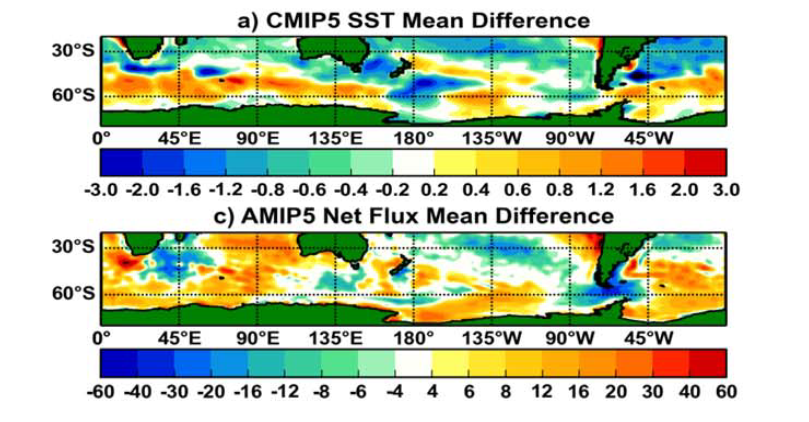 a) CMIP5 SST Mean Difference
30°S
60°S
0° 45°E 90°E 135°E 180° 135°W 90°W 45°W
-3.0 -2.0 -1.6 -1.2 -0.8 -0.6 -0.4 -0.2 0.2 0.4 0.6 0.8 1.2 1.6 2.0 3.0
c) AMIP5 Net Flux Mean Difference
30°S
60°S
0° 45°E 90°E 135°E 180° 135°W 90°W 45°W
-60 -40 -30 -20 -16 -12 -8 -6 -4 4 6 8 12 16 20 30 40 60